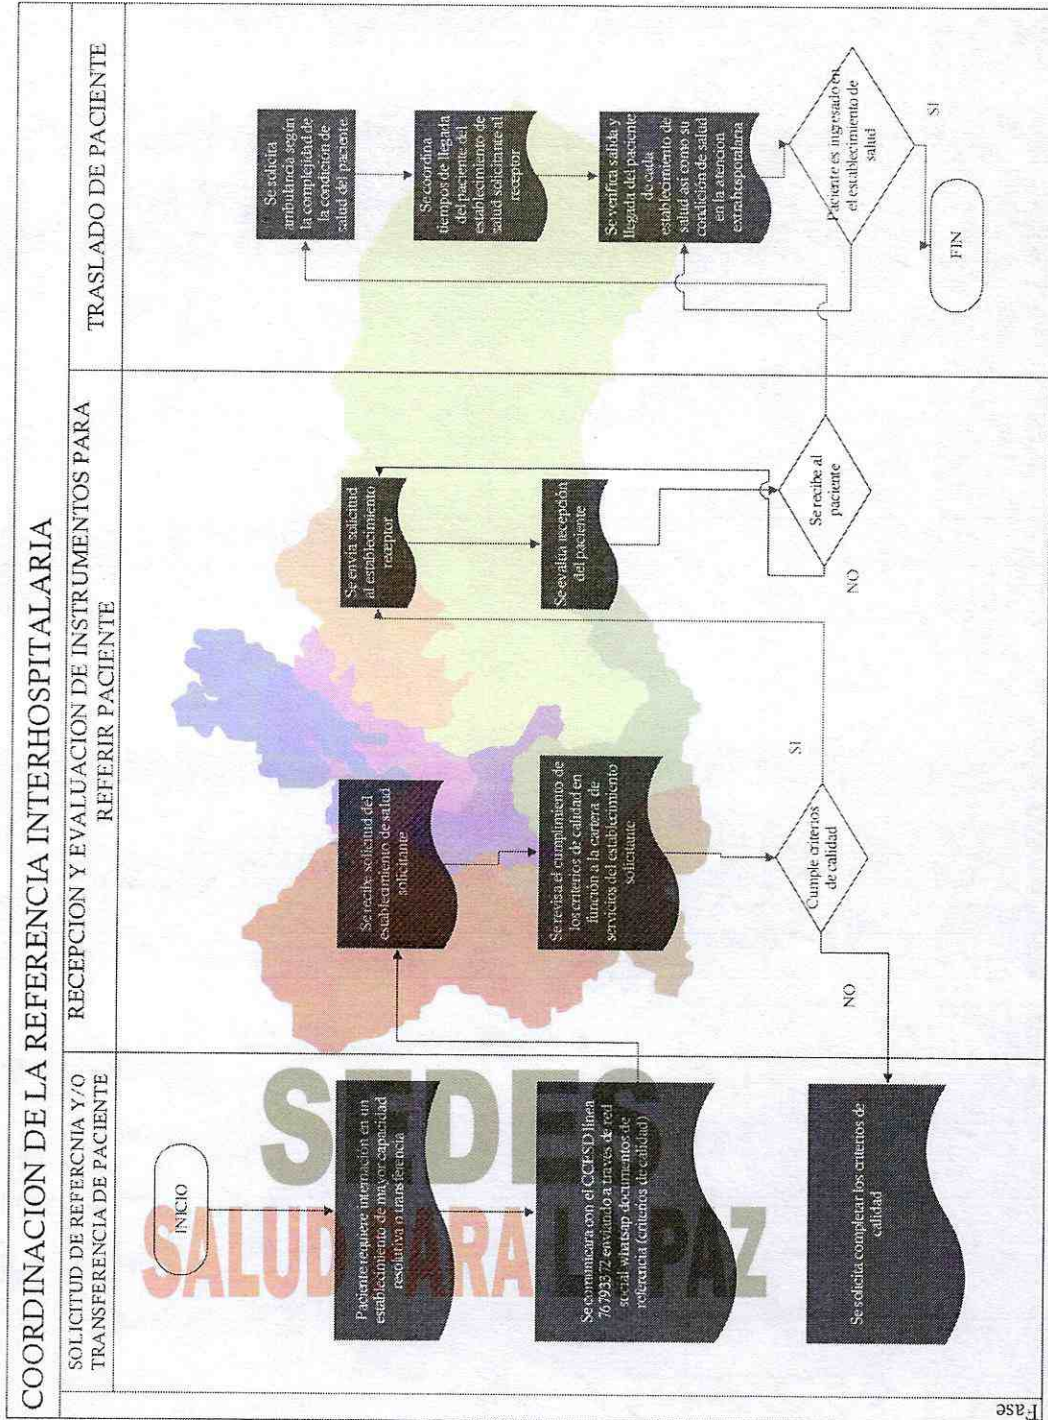 COORDINACION DE LA REFERENCIA INTERHOSPITALARIA
SOLICITUD DE REFERCNIA Y/O
TRANSFERENCIA DE PACIENTE
RECEPCION Y EVALUACION DE INSTRUMENTOS PARA
REFERIR PACIENTE
TRASLADO DE PACIENTE
Fase
INICIO
Paciente requiere internación en un
establecimiento de mayor capacidad
resolutiva o transferencia
Se comunicara con el CCFSD línea
76793372 enviando a través de red
social whatsap documentos de
referencia (criterios de calidad)
Se solicita completar los criterios de
calidad
Se recibe solicitud del
establecimiento de salud
solicitante
Se revisa el cumplimiento de
los criterios de calidad en
función a la cartera de
servicios del establecimiento
solicitante
Cumple criterios
de calidad
NO
SI
Se envía solicitud
al establecimiento
receptor
Se evalúa recepción
del paciente
Se recibe al
paciente
NO
Se solicita
ambulancia según
la complejidad de
la condición de
salud del paciente.
Se coordina
tiempos de llegada
del paciente del
establecimiento de
salud solicitante al
receptor
Se verifica salida y
llegada del paciente
de cada
establecimiento de
salud así como su
condición de salud
en la atencion
extrahospitalaria
Paciente es ingresado en
el establecimiento de
salud
SI
FIN
SEDES
SALUD PARA LA PAZ